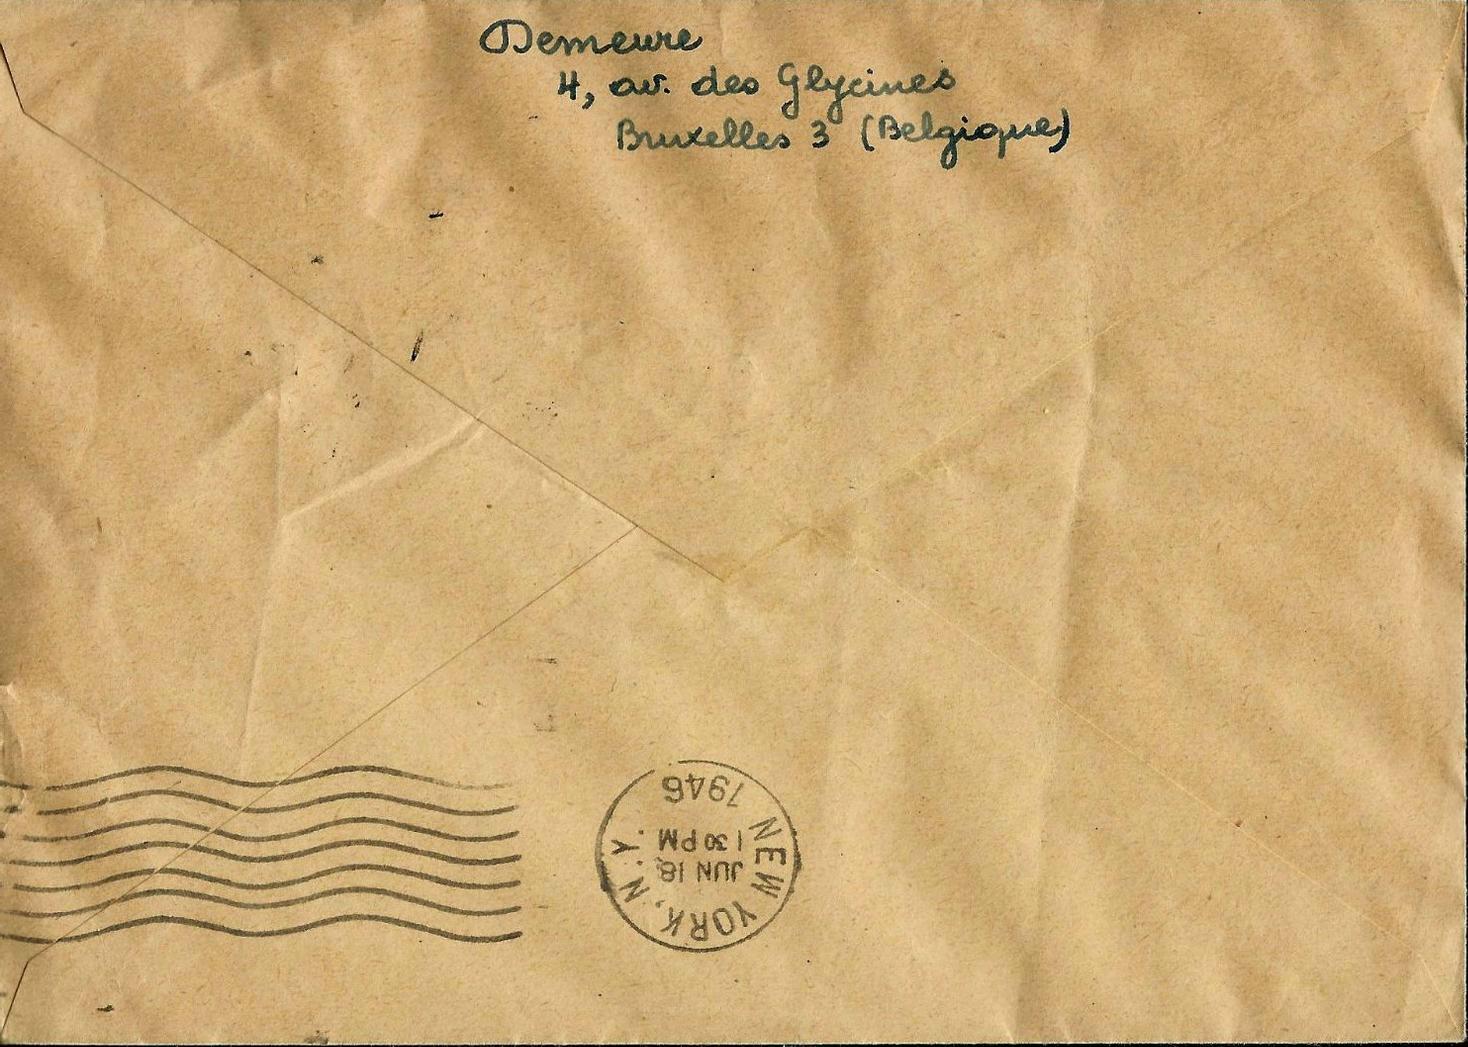 Demeure
4, av. des Glycines
Bruxelles 3 (Belgique)
NEW YORK, N.Y.
JUN 18
1 30 PM
1946